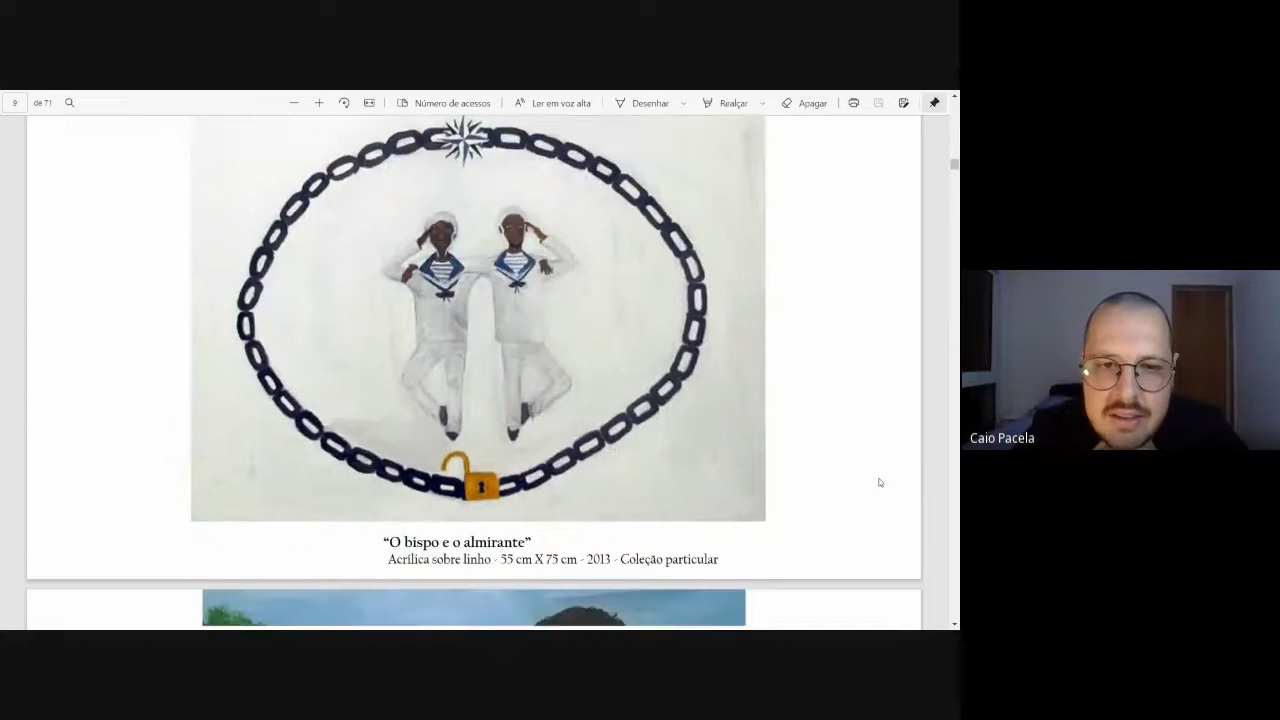 9 de 71 Número de acessos Ler em voz alta Desenhar Realçar Apagar
“O bispo e o almirante”
Acrílica sobre linho - 55 cm X 75 cm - 2013 - Coleção particular
Caio Pacela